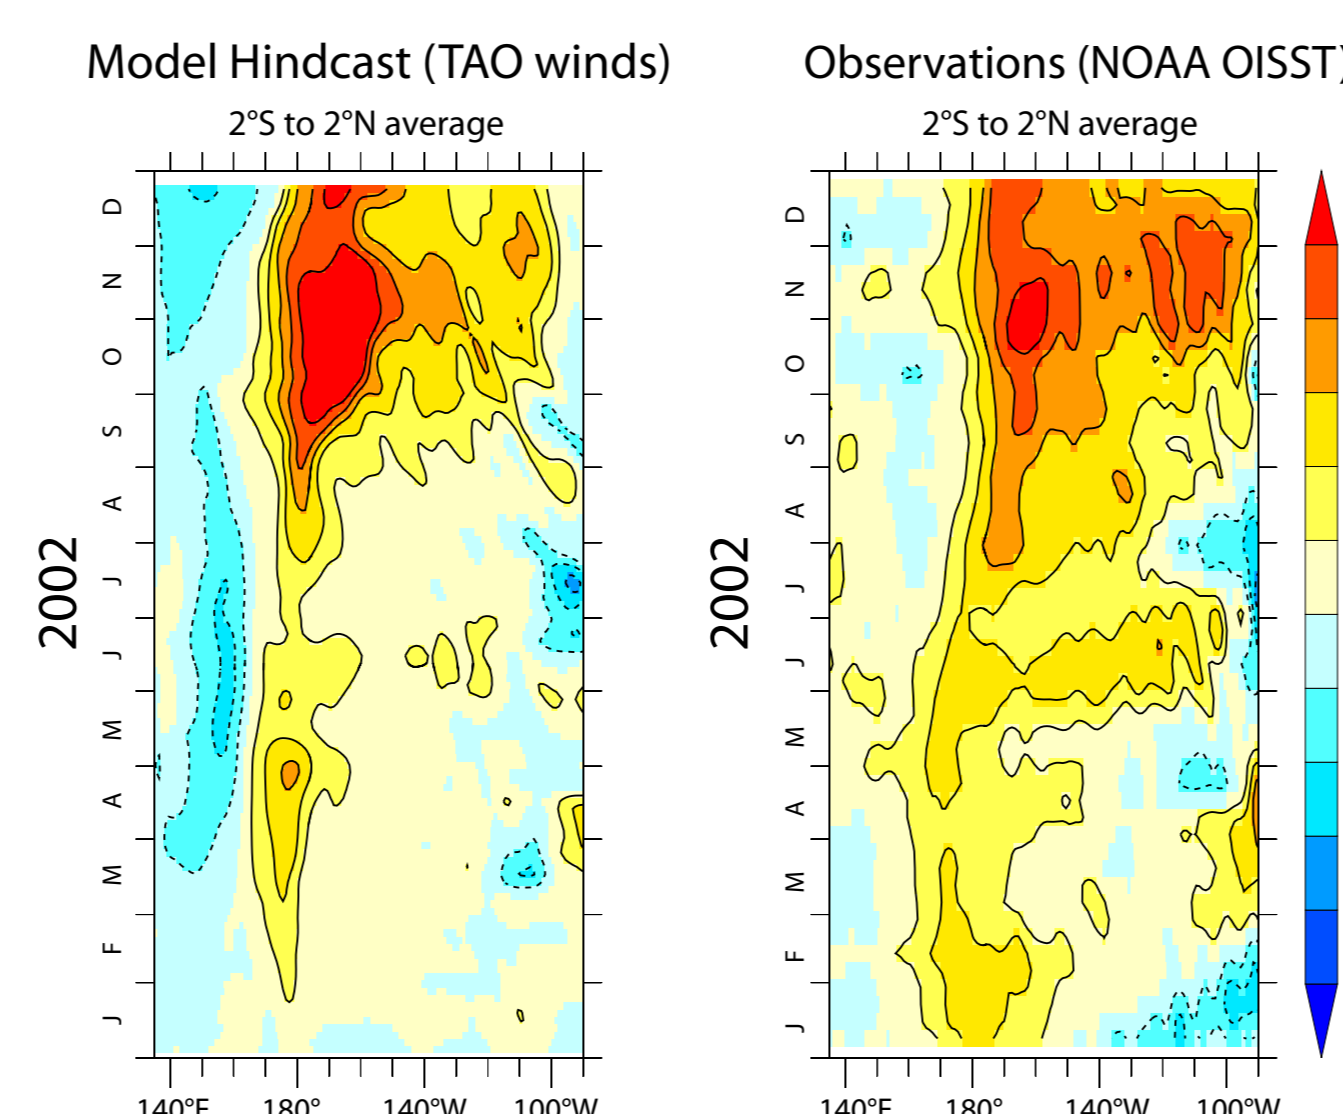 Model Hindcast (TAO winds)
2°S to 2°N average
D
N
O
S
A
J
J
M
A
M
F
J
2002
140°E 180° 140°W 100°W
Observations (NOAA OISST)
2°S to 2°N average
D
N
O
S
A
J
J
M
A
M
F
J
2002
140°E 180° 140°W 100°W